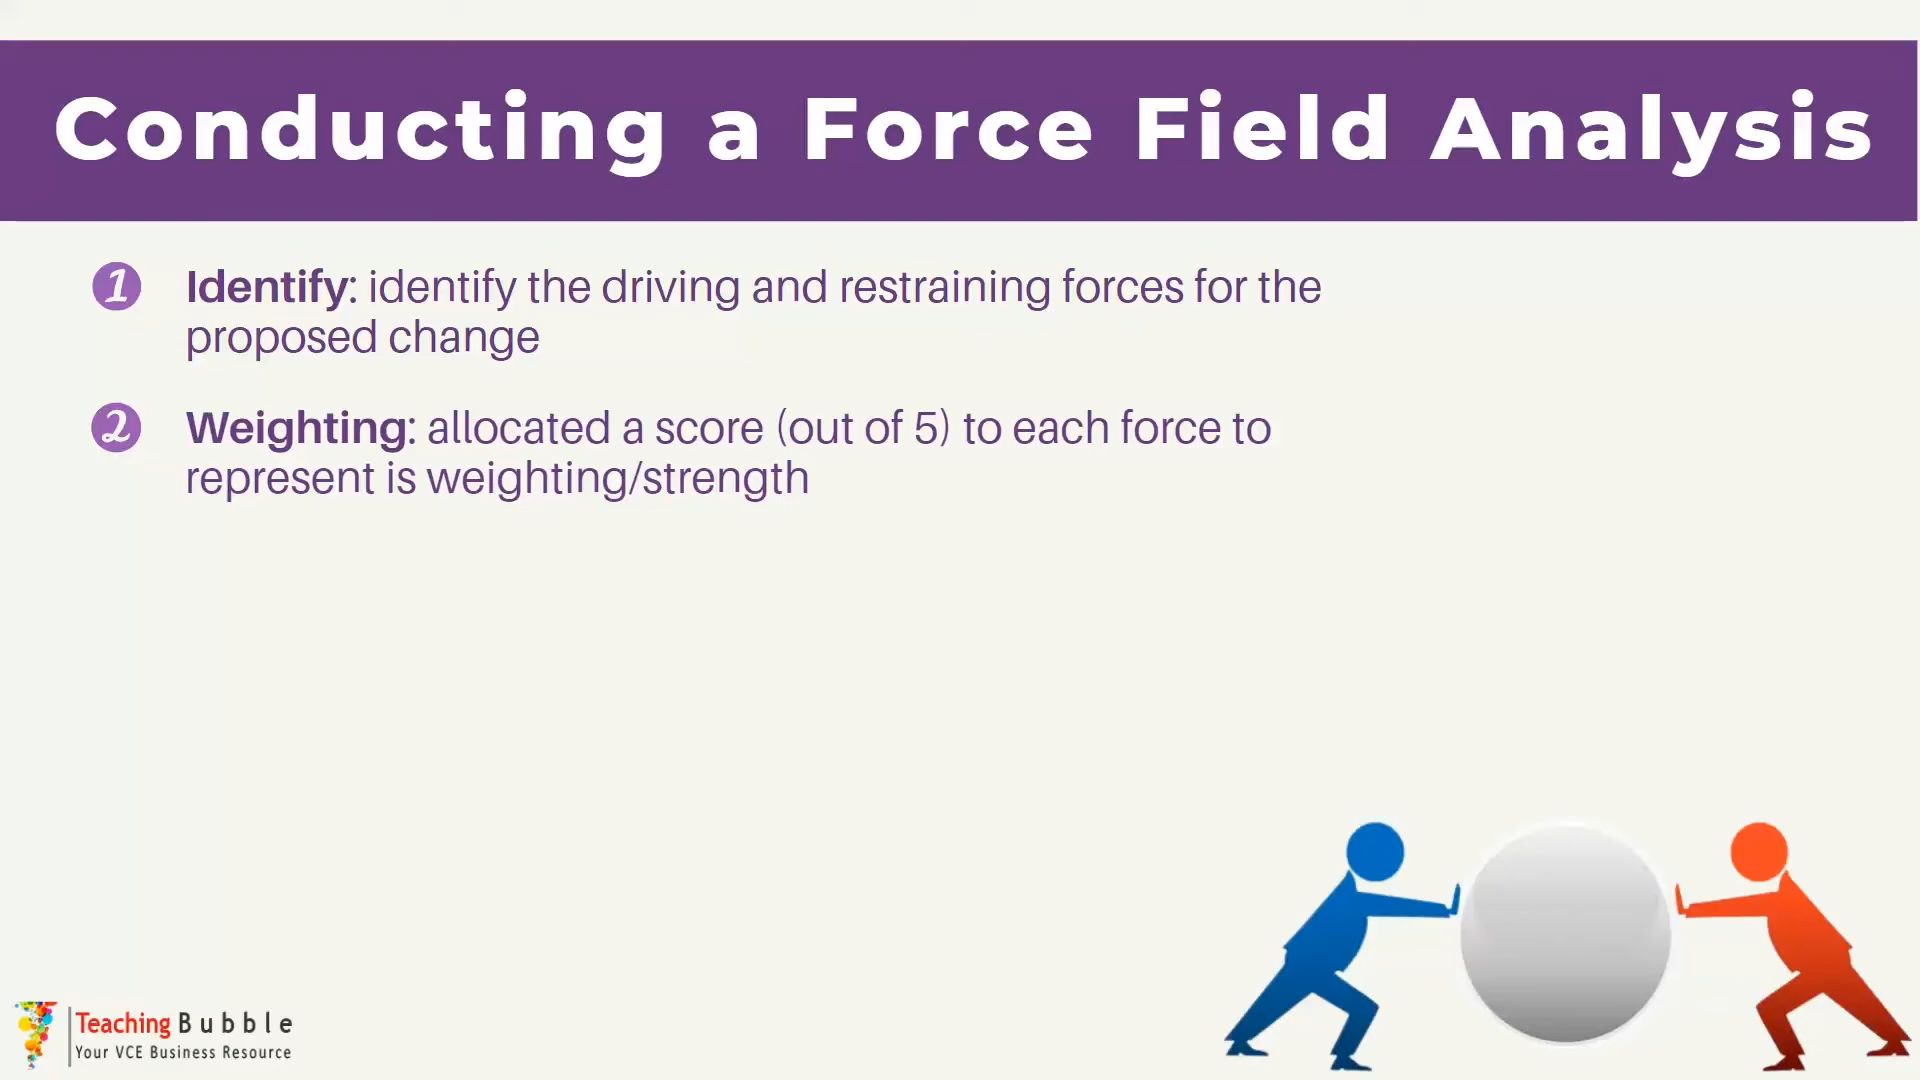 Conducting a Force Field Analysis
1 Identify: identify the driving and restraining forces for the
proposed change
2 Weighting: allocated a score (out of 5) to each force to
represent is weighting/strength
Teaching Bubble
Your VCE Business Resource